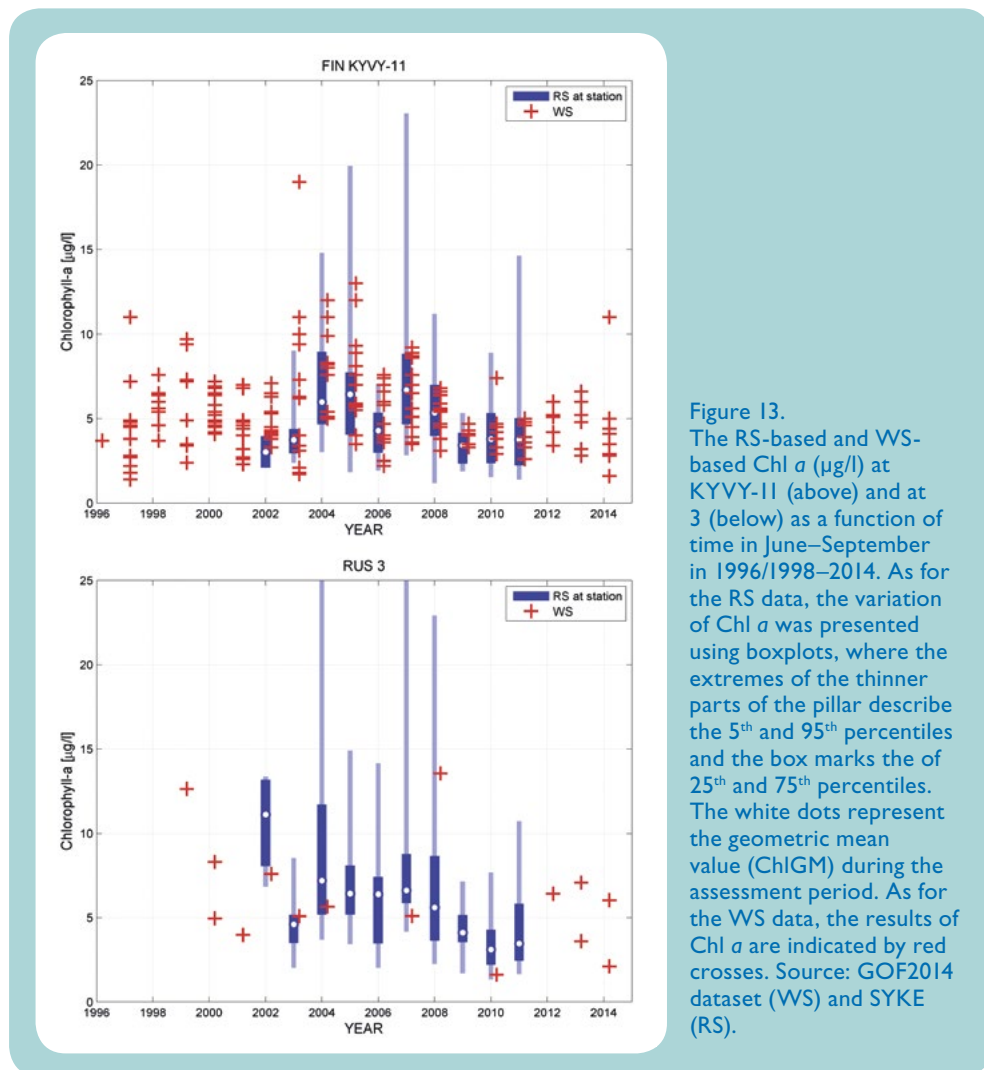 FIN KYVY-11
25
20
15
10
5
0
Chlorophyll-a [µg/l]
RS at station
WS
1996 1998 2000 2002 2004 2006 2008 2010 2012 2014
YEAR
RUS 3
25
20
15
10
5
0
Chlorophyll-a [µg/l]
RS at station
WS
1996 1998 2000 2002 2004 2006 2008 2010 2012 2014
YEAR
Figure 13.
The RS-based and WS-
based Chl a (µg/l) at
KYVY-11 (above) and at
3 (below) as a function of
time in June–September
in 1996/1998–2014. As for
the RS data, the variation
of Chl a was presented
using boxplots, where the
extremes of the thinner
parts of the pillar describe
the 5th and 95th percentiles
and the box marks the of
25th and 75th percentiles.
The white dots represent
the geometric mean
value (ChlGM) during the
assessment period. As for
the WS data, the results of
Chl a are indicated by red
crosses. Source: GOF2014
dataset (WS) and SYKE
(RS).